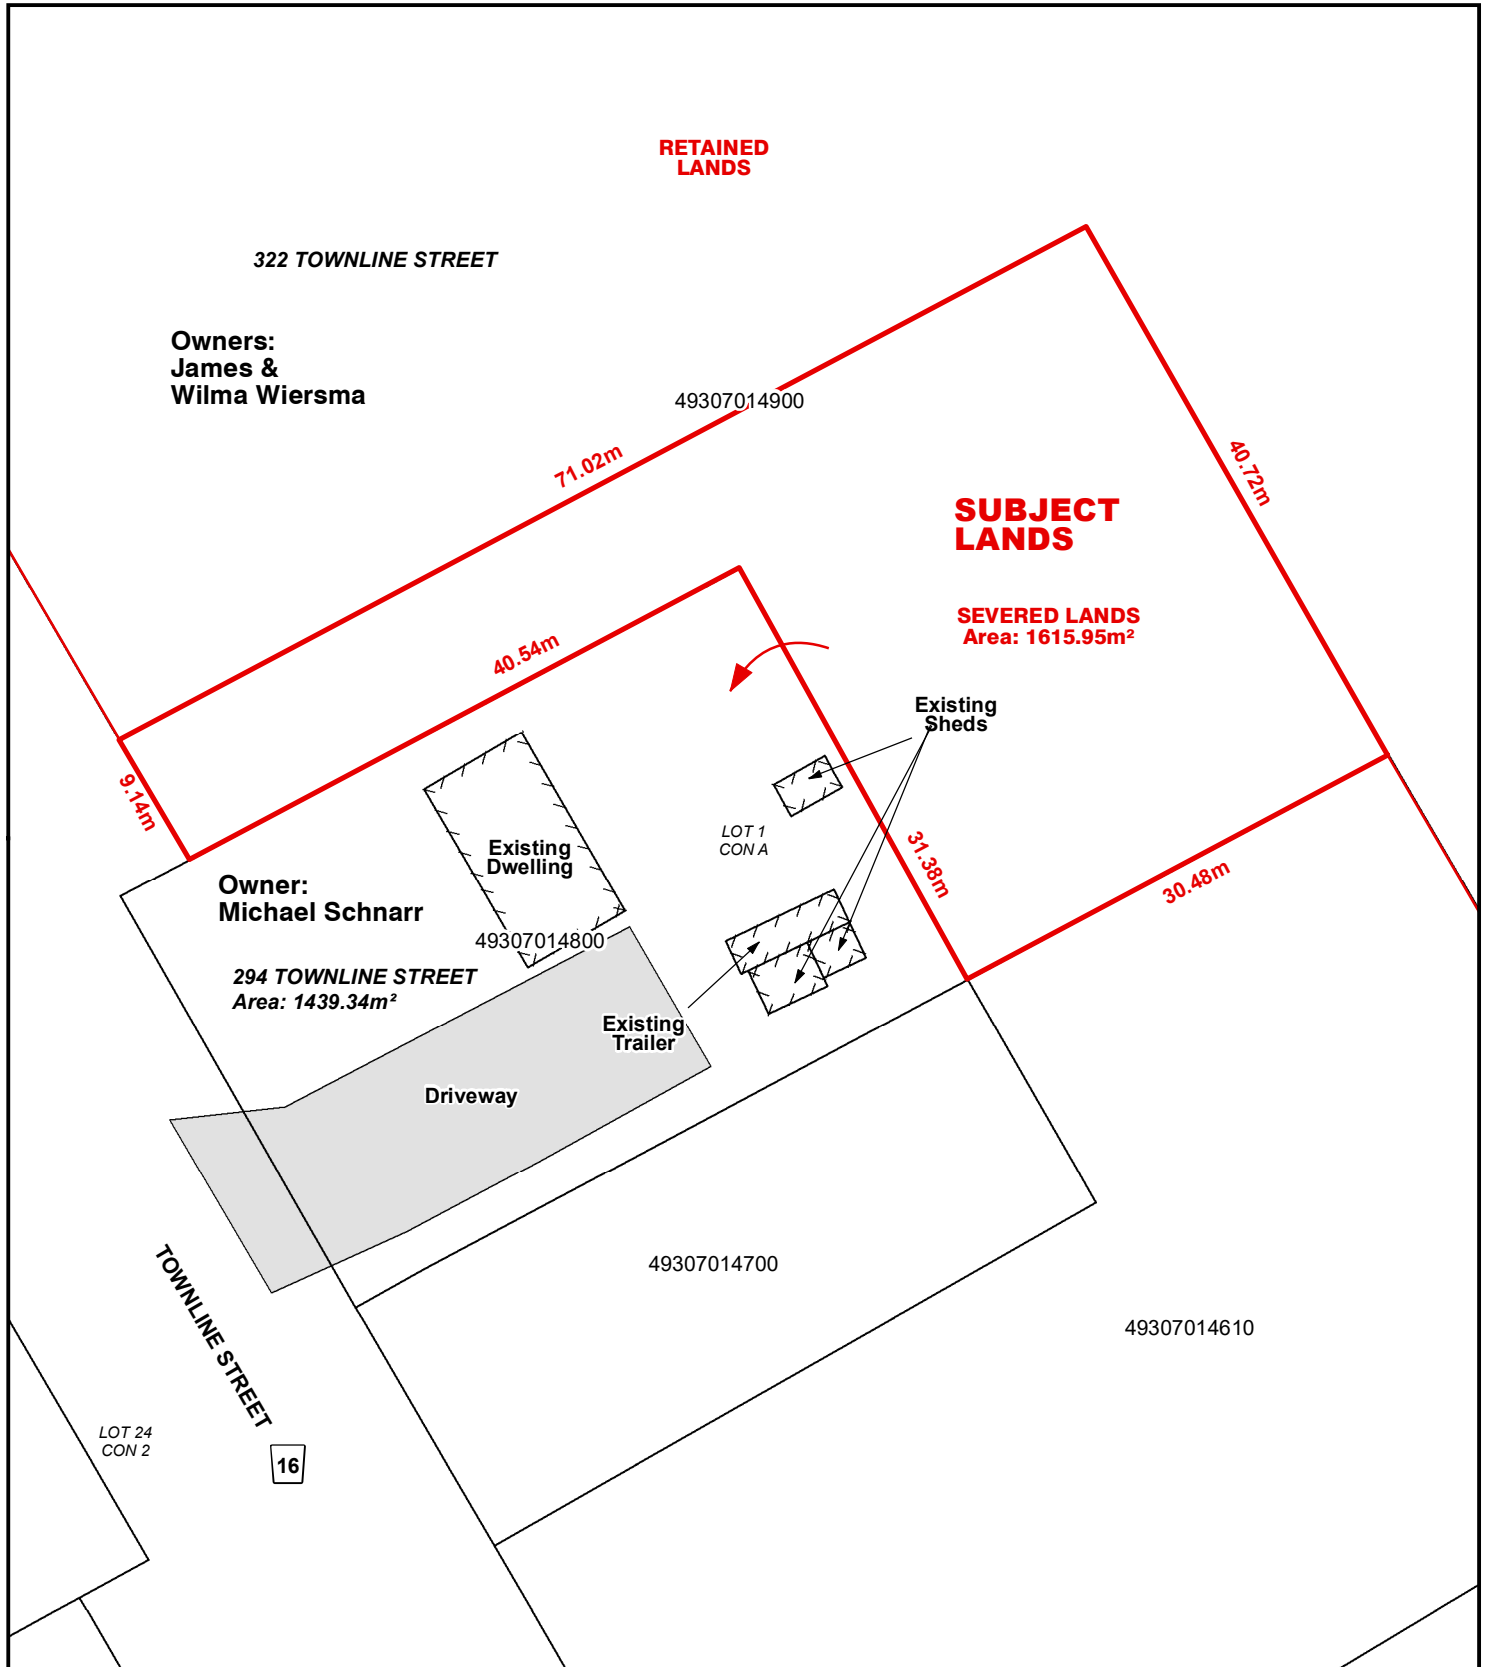 RETAINED
LANDS
322 TOWNLINE STREET
Owners:
James &
Wilma Wiersma
49307014900
71.02m
40.72m
SUBJECT
LANDS
SEVERED LANDS
Area: 1615.95m²
40.54m
Existing
Sheds
9.14m
LOT 1
CON A
31.38m
Existing
Dwelling
30.48m
Owner:
Michael Schnarr
49307014800
294 TOWNLINE STREET
Area: 1439.34m²
Existing
Trailer
Driveway
49307014700
TOWNLINE STREET
49307014610
LOT 24
CON 2
16